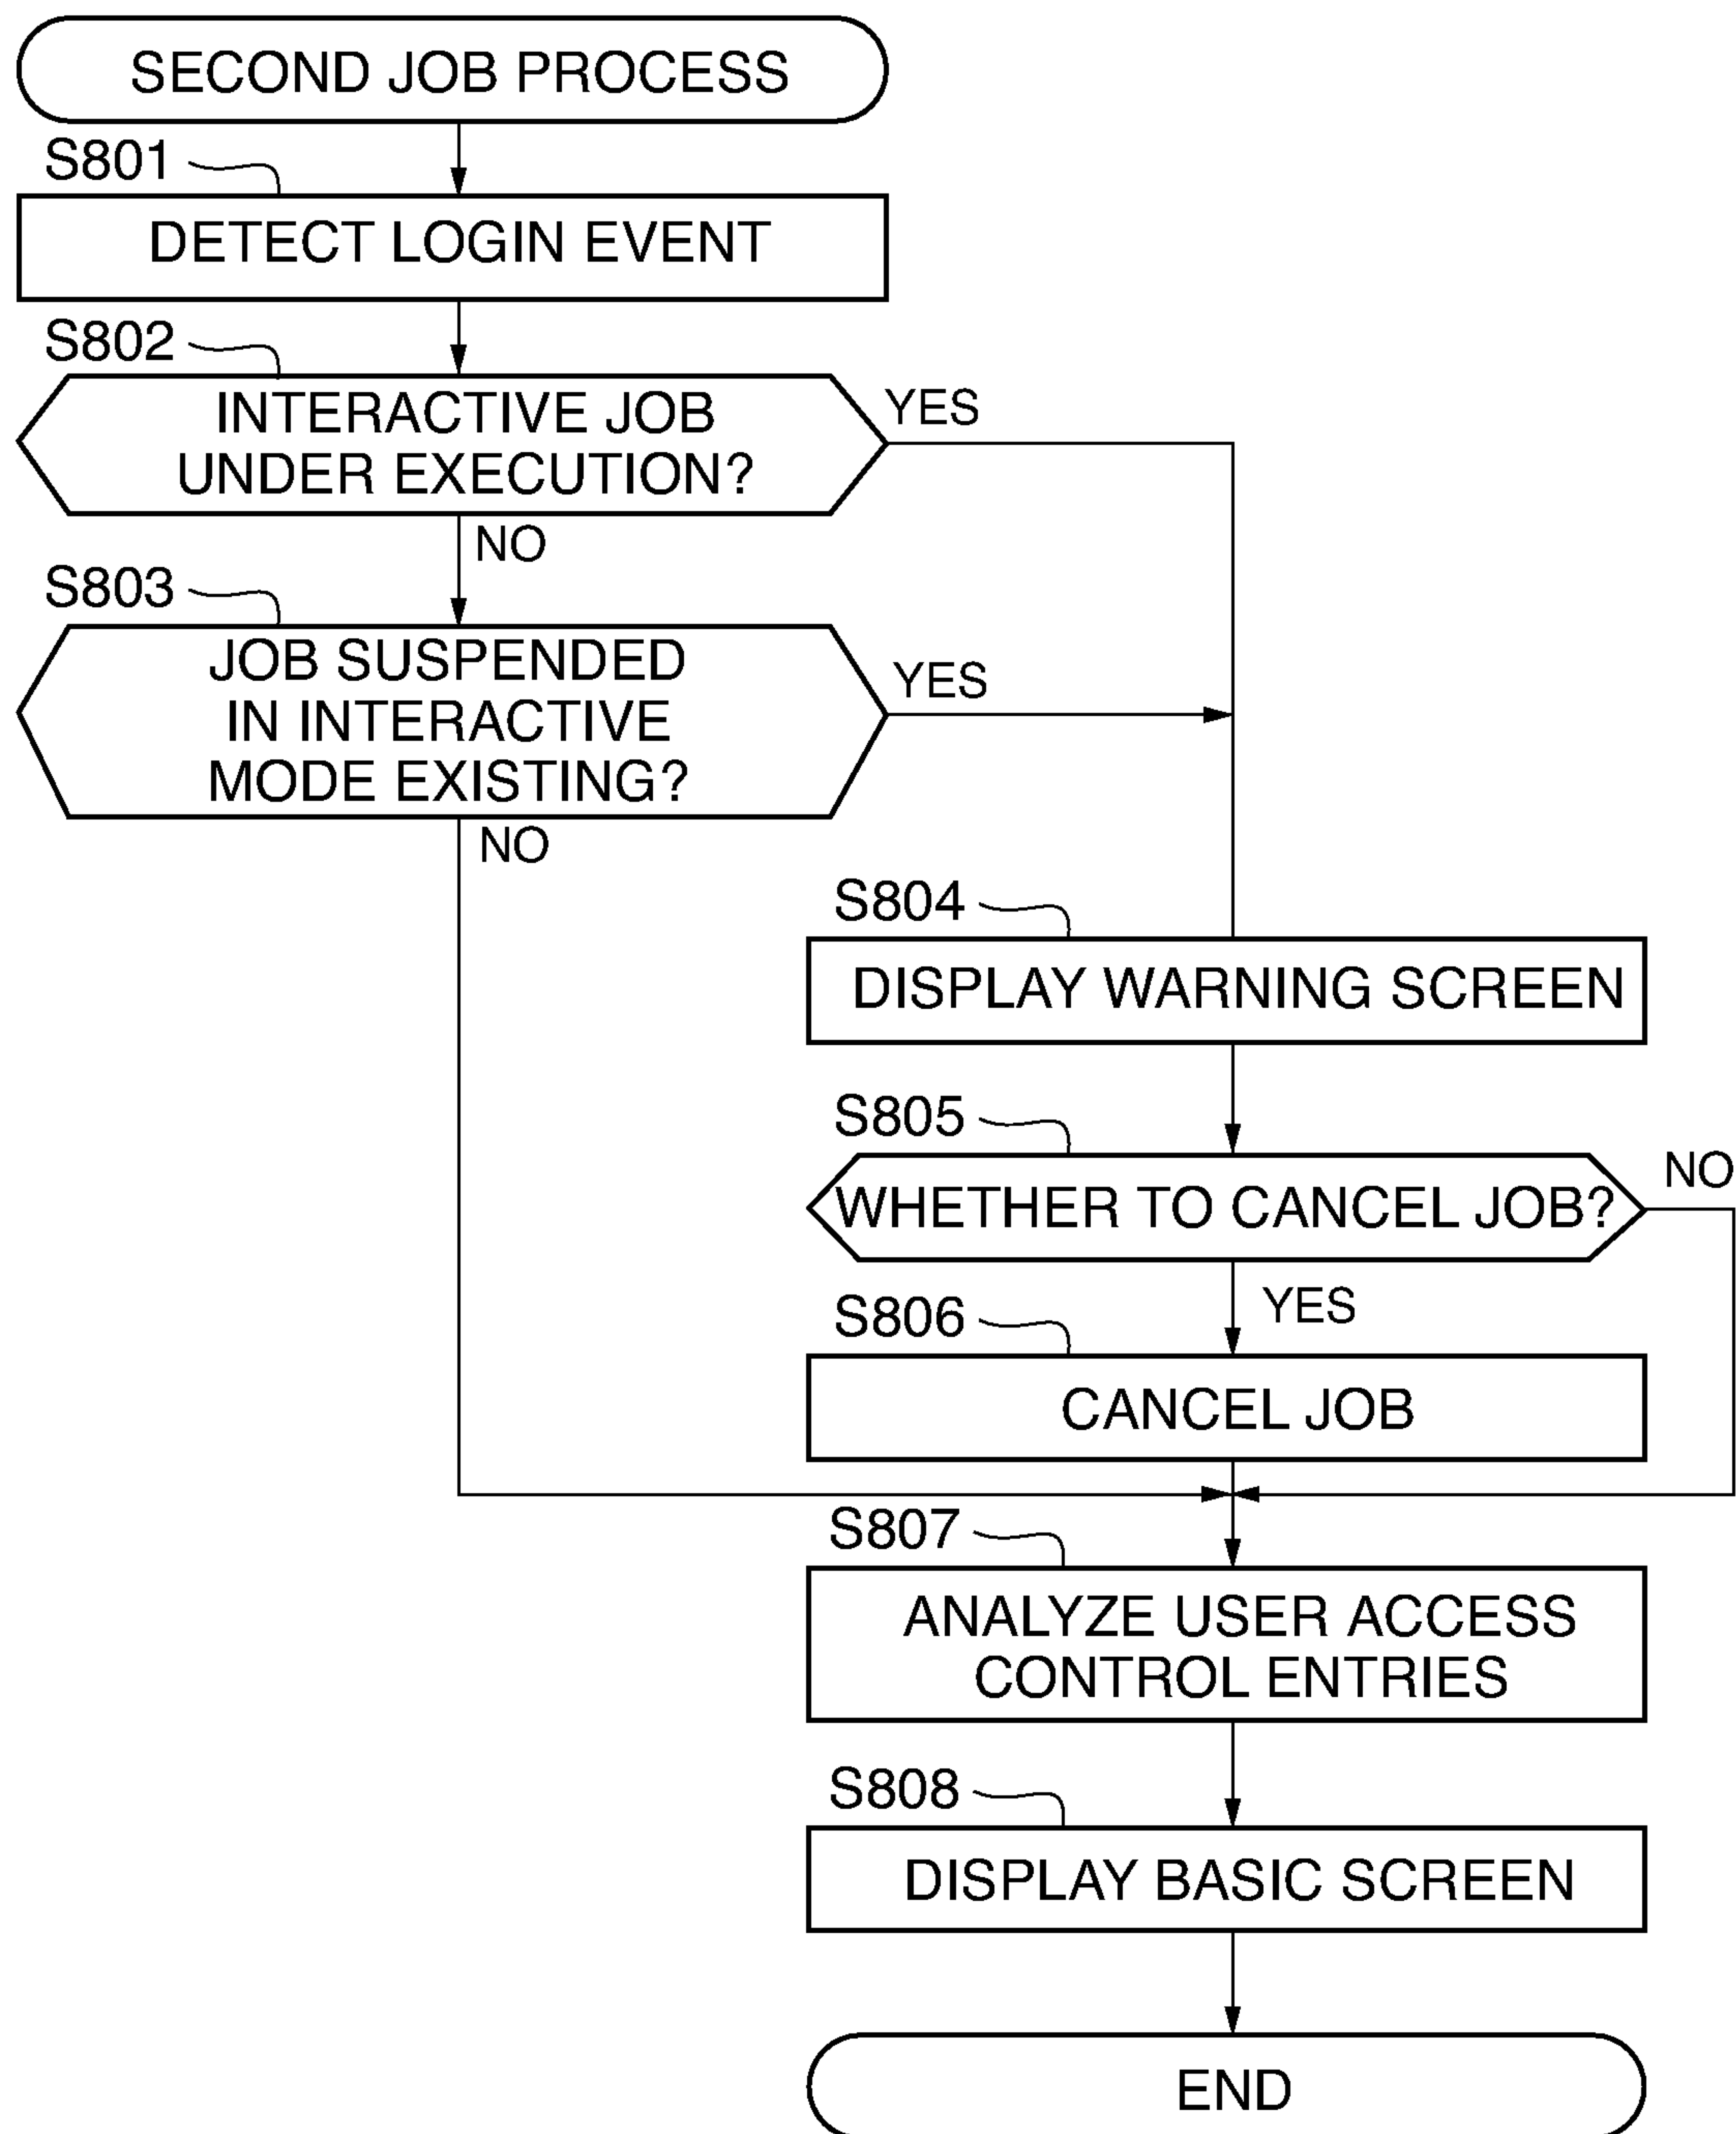 SECOND JOB PROCESS
S801
DETECT LOGIN EVENT
S802
INTERACTIVE JOB
UNDER EXECUTION?
YES
NO
S803
JOB SUSPENDED
IN INTERACTIVE
MODE EXISTING?
YES
NO
S804
DISPLAY WARNING SCREEN
S805
WHETHER TO CANCEL JOB?
NO
YES
S806
CANCEL JOB
S807
ANALYZE USER ACCESS
CONTROL ENTRIES
S808
DISPLAY BASIC SCREEN
END